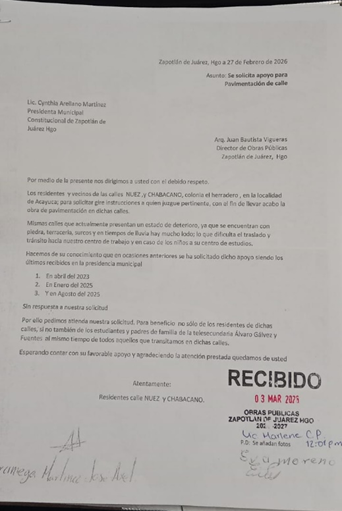 Zapotlán de Juárez, Hgo a 27 de febrero de 2026
Asunto: Se solicita apoyo para
Pavimentación de calle
Lic. Cynthia Arellano Martínez
Presidenta Municipal
Constitucional de Zapotlán de
Juáres Hgo
Arq. Juan Bautista Vigueras
Director de Obras Públicas
Zapotlán de Juárez, Hgo
Por medio de la presente nos dirigimos a usted con el debido respeto.
Los residentes y vecinos de las calles NUEZ y CHABACANO, colonia el herradero, en la localidad
de Acayuca; para solicitar gire instrucciones a quien juzgue pertinente, con el fin de llevar acabo la
obra de pavimentación en dichas calles.
Mismas calles que actualmente presentan un estado de deterioro, ya que se encuentran con
piedra, terracería, surcos y en tiempos de lluvia hay mucho lodo; lo que dificulta el traslado y
tránsito hacia nuestro centro de trabajo y en caso de los niños a su centro de estudios.
Hacemos de su conocimiento que en ocasiones anteriores se ha solicitado dicho apoyo siendo los
últimos recibidos en la presidencia municipal
1. En abril del 2023
2. En Enero del 2025
3. Y en Agosto del 2025
Sin respuesta a nuestra solicitud
Por ello pedimos atienda nuestra solicitud. Para beneficio no sólo de los residentes de dichas
calles, si no también de los estudiantes y padres de familia de la telesecundaria Álvaro Gálvez y
Fuentes al mismo tiempo de todos aquellos que transitamos en dichas calles.
Esperando contar con su favorable apoyo y agradeciendo la atención prestada quedamos de usted
Atentamente:
Residentes calle NUEZ Y CHABACANO.
RECIBIDO
03 MAR
OBRAS PUBLICAS
ZAPOTLAN DE JUAREZ HGO
2027
Lic Marlene C.P.
P.D: Se añaden fotos 12:01pm
Martinez Jose
Moreno